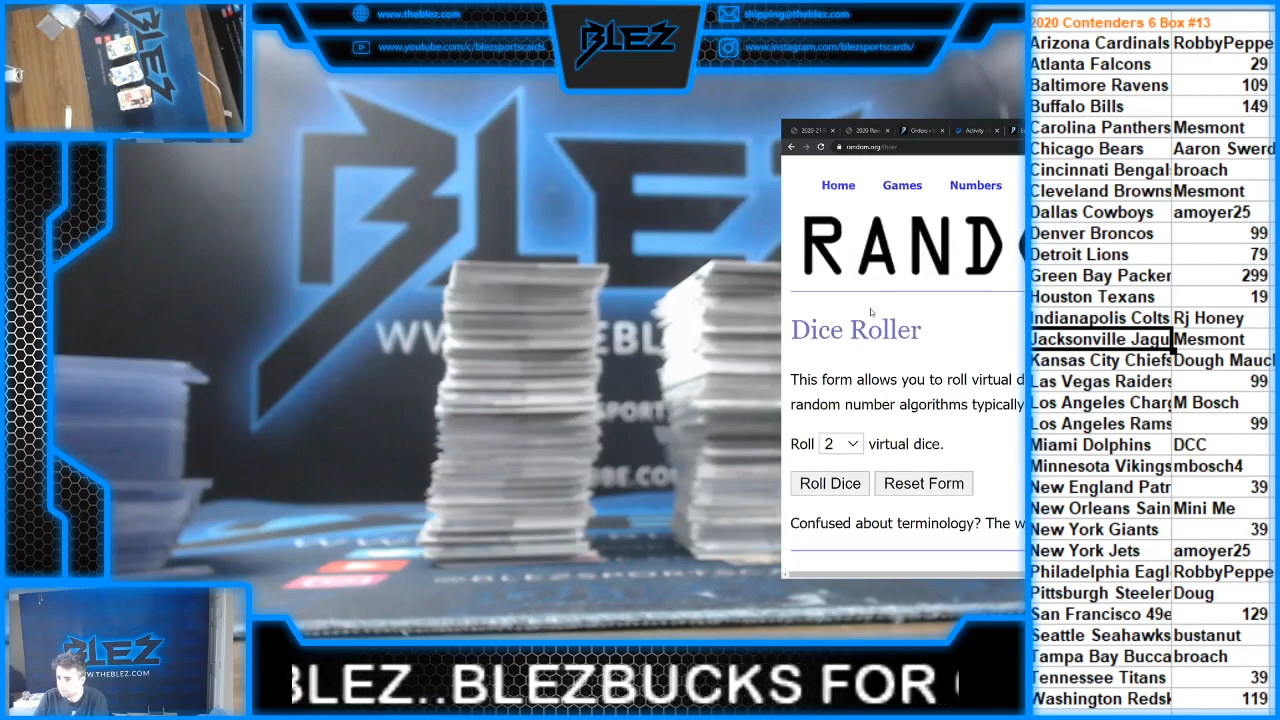 www.theblez.com
www.youtube.com/c/blezsportscards
BLEZ
shipping@theblez.com
www.instagram.com/blezsportscards/
BLEZ
random.org/dice/
Home Games Numbers
RAND
Dice Roller
This form allows you to roll virtual d
random number algorithms typically
Roll 2 virtual dice.
Roll Dice Reset Form
Confused about terminology? The w
2020 Contenders 6 Box #13
Arizona Cardinals RobbyPeppe
Atlanta Falcons 29
Baltimore Ravens 109
Buffalo Bills 149
Carolina Panthers Mesmont
Chicago Bears Aaron Swerd
Cincinnati Bengal broach
Cleveland Browns Mesmont
Dallas Cowboys amoyer25
Denver Broncos 99
Detroit Lions 79
Green Bay Packer 299
Houston Texans 19
Indianapolis Colts Rj Honey
Jacksonville Jagu Mesmont
Kansas City Chiefs Dough Mauc
Las Vegas Raiders 99
Los Angeles Charg M Bosch
Los Angeles Rams 99
Miami Dolphins DCC
Minnesota Vikings mbosch4
New England Patr 39
New Orleans Sain Mini Me
New York Giants 39
New York Jets amoyer25
Philadelphia Eagl RobbyPeppe
Pittsburgh Steeler Doug
San Francisco 49e 129
Seattle Seahawks bustanut
Tampa Bay Bucca broach
Tennessee Titans 39
Washington Redsk 119
BLEZ
WWW.THEBLEZ.COM
BLEZ..BLEZBUCKS FOR